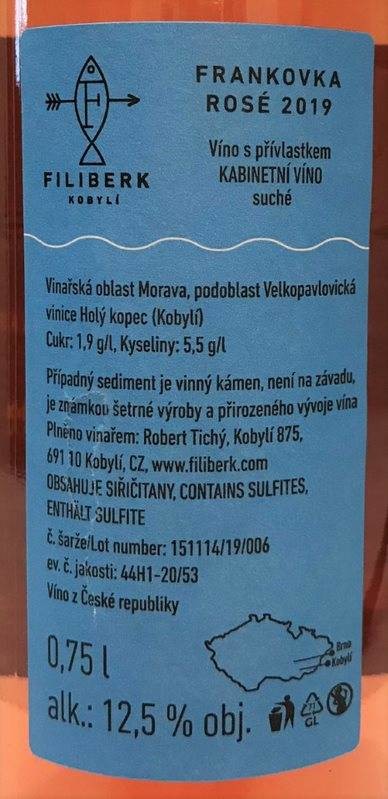 F
FILIBERK
KOBYLÍ
FRANKOVKA
ROSÉ 2019
Víno s přívlastkem
KABINETNÍ VÍNO
suché
Vinařská oblast Morava, podoblast Velkopavlovická
vinice Holý kopec (Kobylí)
Cukr: 1,9 g/l, Kyseliny: 5,5 g/l
Případný sediment je vinný kámen, není na závadu,
je známkou šetrné výroby a přirozeného vývoje vína
Plněno vinařem: Robert Tichý, Kobylí 875,
691 10 Kobylí, CZ, www.filiberk.com
OBSAHUJE SIŘIČITANY, CONTAINS SULFITES,
ENTHÄLT SULFITE
č. šarže/Lot number: 151114/19/006
ev. č. jakosti: 44H1-20/53
Víno z České republiky
Brno
Kobylí
0,75 l
alk.: 12,5 % obj.
71
GL